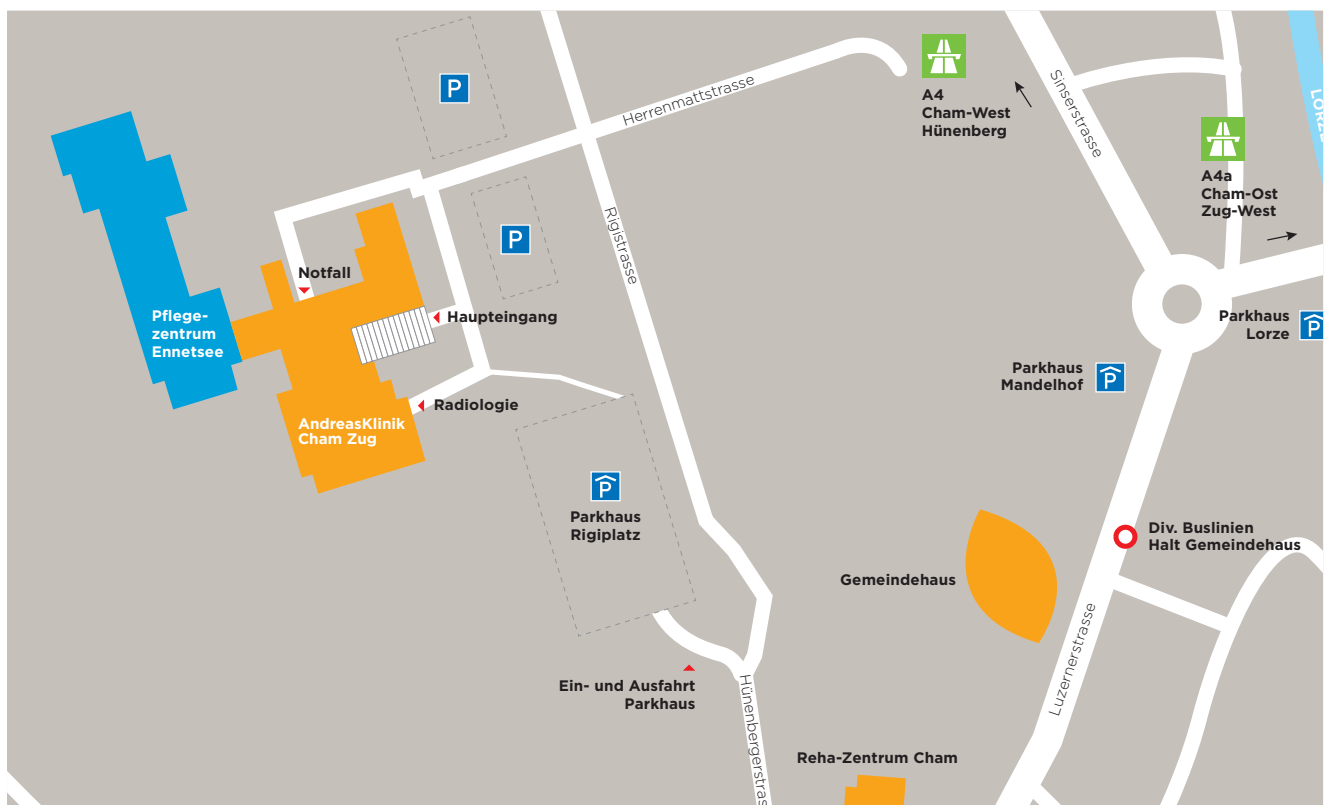 P
Herrenmattstrasse
A4
Cham-West
Hünenberg
Sinserstrasse
LORZE
A4a
Cham-Ost
Zug-West
P
Rigistrasse
Notfall
Pflege-
zentrum
Ennetsee
Haupteingang
Parkhaus
Lorze
P
Parkhaus
Mandelhof
P
Radiologie
AndreasKlinik
Cham Zug
P
Parkhaus
Rigiplatz
Div. Buslinien
Halt Gemeindehaus
Gemeindehaus
Luzernerstrasse
Ein- und Ausfahrt
Parkhaus
Hünenbergerstras
Reha-Zentrum Cham